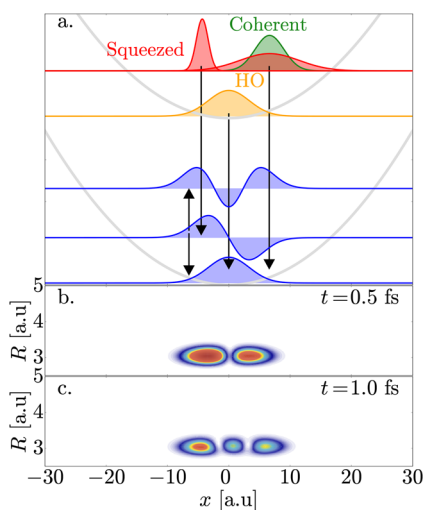 a.
Coherent
Squeezed
HO
5
b.
t=0.5 fs
R [a.u]
4
3
5
c.
t=1.0 fs
R [a.u]
4
3
−30 −20 −10 0 10 20 30
x [a.u]